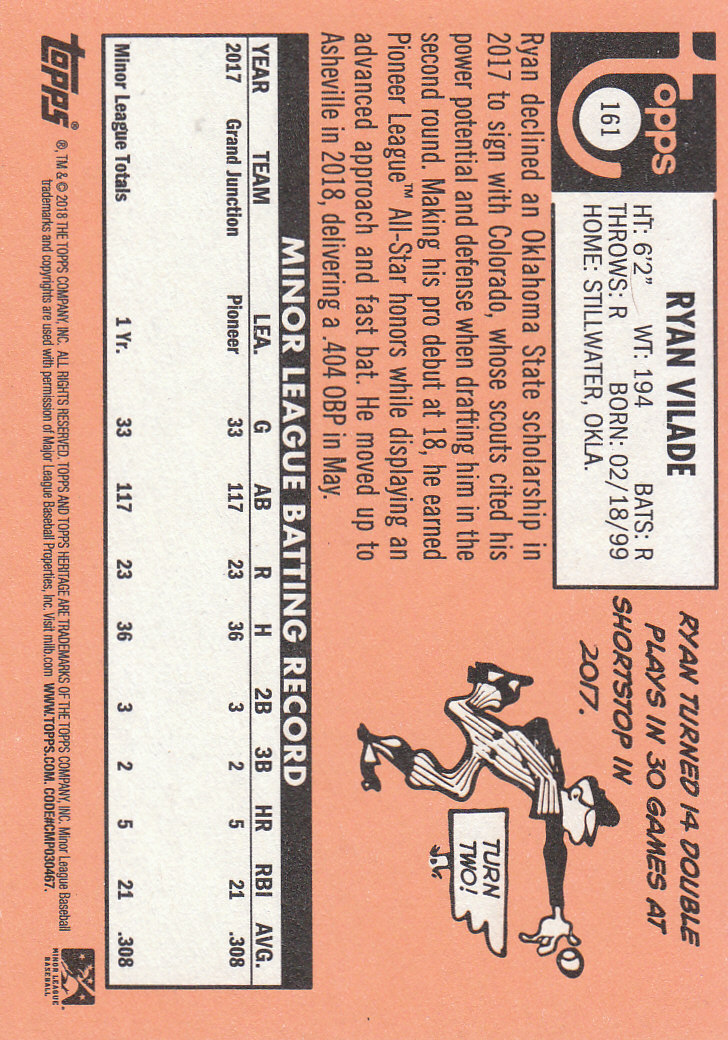 topps
161
RYAN VILADE
HT: 6'2" WT: 194 BATS: R
THROWS: R BORN: 02/18/99
HOME: STILLWATER, OKLA.
RYAN TURNED 14 DOUBLE
PLAYS IN 30 GAMES AT
SHORTSTOP IN
2017.
TURN
TWO!
Ryan declined an Oklahoma State scholarship in
2017 to sign with Colorado, whose scouts cited his
power potential and defense when drafting him in the
second round. Making his pro debut at 18, he earned
Pioneer League™ All-Star honors while displaying an
advanced approach and fast bat. He moved up to
Asheville in 2018, delivering a .404 OBP in May.
MINOR LEAGUE BATTING RECORD
YEAR TEAM LEA. G AB R H 2B 3B HR RBI AVG.
2017 Grand Junction Pioneer 33 117 23 36 3 2 5 21 .308
Minor League Totals 1 Yr. 33 117 23 36 3 2 5 21 .308
topps®
®, TM & © 2018 THE TOPPS COMPANY, INC. ALL RIGHTS RESERVED. TOPPS AND TOPPS HERITAGE ARE TRADEMARKS OF THE TOPPS COMPANY, INC. Minor League Baseball
trademarks and copyrights are used with permission of Major League Baseball Properties, Inc. Visit milb.com WWW.TOPPS.COM. CODE#CMP030467.
MINOR LEAGUE
BASEBALL